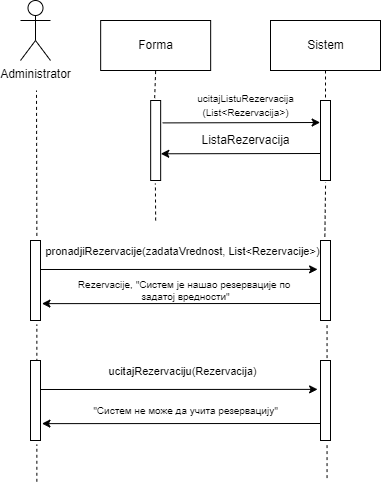 Forma
Sistem
Administrator
ucitajListuRezervacija
(List<Rezervacija>)
ListaRezervacija
pronadjiRezervacije(zadataVrednost, List<Rezervacije>)
Rezervacije, "Систем је нашао резервације по
задатој вредности"
ucitajRezervaciju(Rezervacija)
"Систем не може да учита резервацију"